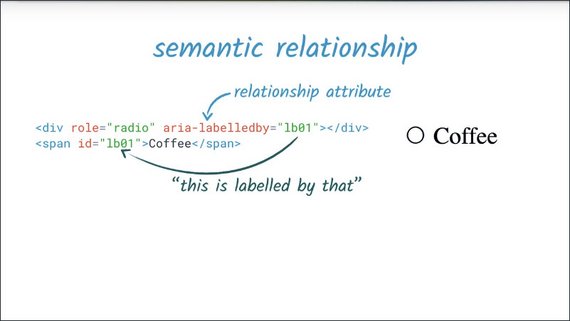 semantic relationship
relationship attribute
<div role="radio" aria-labelledby="lb01"></div>
<span id="lb01">Coffee</span>
Coffee
“this is labelled by that”